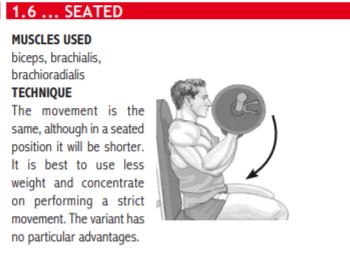 1.6 ... SEATED
MUSCLES USED
biceps, brachialis,
brachioradialis
TECHNIQUE
The movement is the
same, although in a seated
position it will be shorter.
It is best to use less
weight and concentrate
on performing a strict
movement. The variant has
no particular advantages.